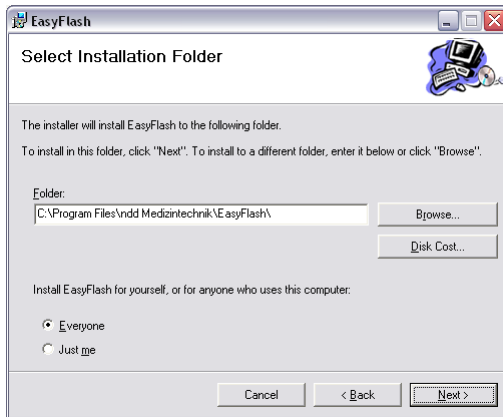 EasyFlash
Select Installation Folder
The installer will install EasyFlash to the following folder.
To install in this folder, click "Next". To install to a different folder, enter it below or click "Browse".
Folder:
C:\Program Files\ndd Medizintechnik\EasyFlash\
Browse...
Disk Cost...
Install EasyFlash for yourself, or for anyone who uses this computer:
Everyone
Just me
Cancel
< Back
Next >